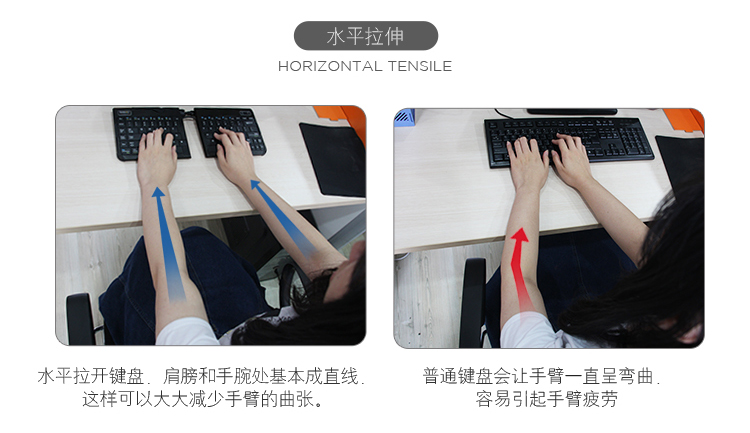 水平拉伸
HORIZONTAL TENSILE
水平拉开键盘，肩膀和手腕处基本成直线，
这样可以大大减少手臂的曲张。
普通键盘会让手臂一直呈弯曲，
容易引起手臂疲劳